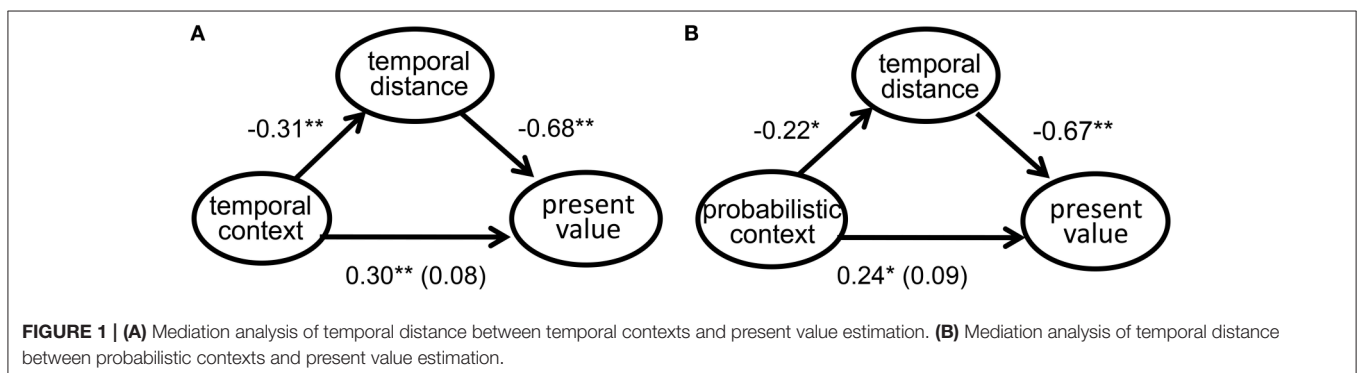 A
temporal
distance
-0.31**
-0.68**
temporal
context
present
value
0.30** (0.08)
B
temporal
distance
-0.22*
-0.67**
probabilistic
context
present
value
0.24* (0.09)
FIGURE 1 | (A) Mediation analysis of temporal distance between temporal contexts and present value estimation. (B) Mediation analysis of temporal distance
between probabilistic contexts and present value estimation.